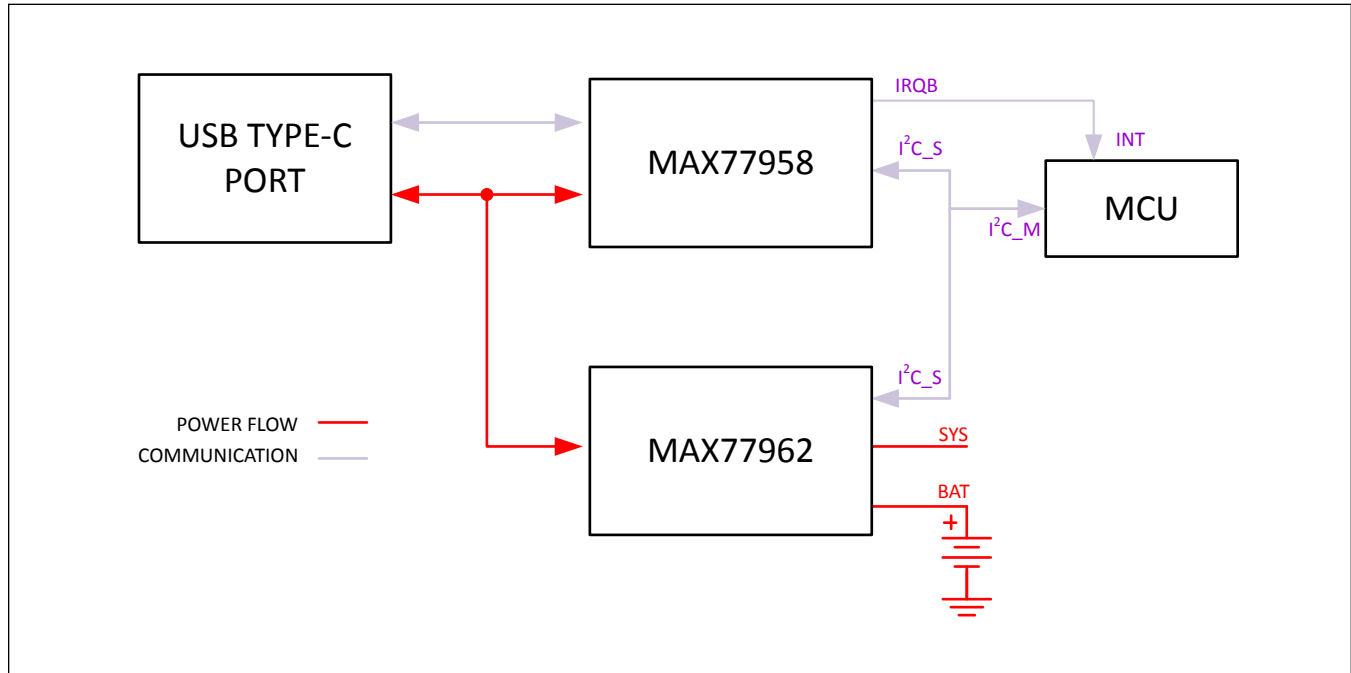 USB TYPE-C
PORT
MAX77958
IRQB
INT
I²C_S
MCU
I²C_M
I²C_S
MAX77962
SYS
BAT
+
POWER FLOW
COMMUNICATION